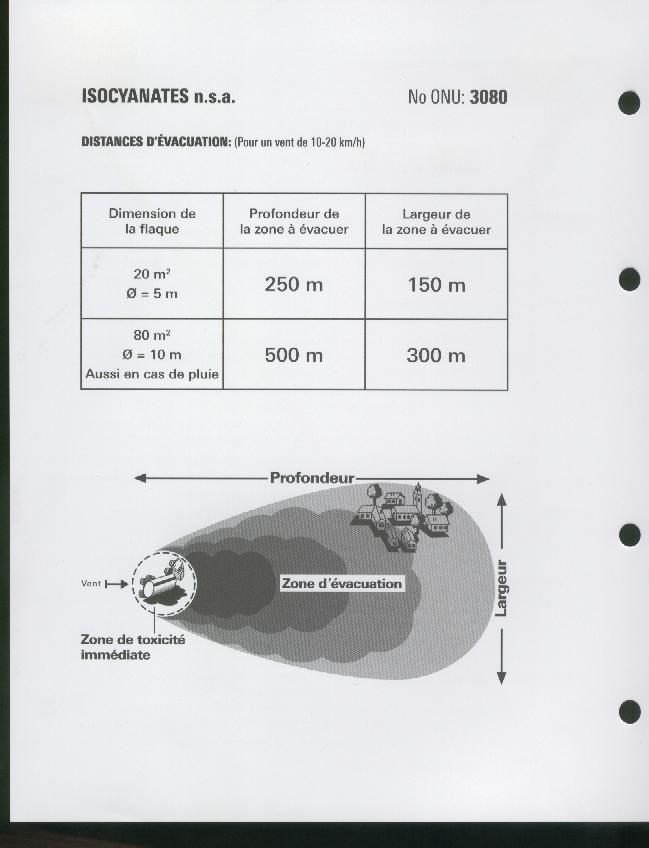 ISOCYANATES n.s.a. No ONU: 3080
DISTANCES D'ÉVACUATION: (Pour un vent de 10-20 km/h)
Dimension de la flaque
Profondeur de la zone à évacuer
Largeur de la zone à évacuer
20 m²
Ø = 5 m
250 m
150 m
80 m²
Ø = 10 m
Aussi en cas de pluie
500 m
300 m
Profondeur
Vent
Zone d'évacuation
Largeur
Zone de toxicité
immédiate